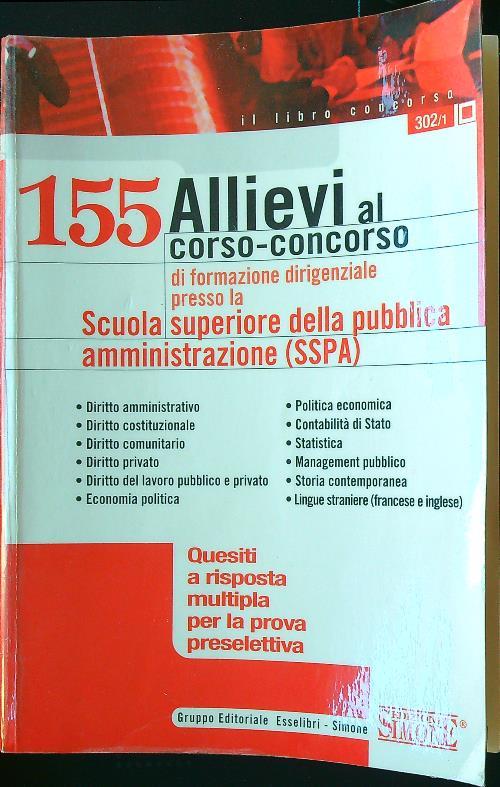 il libro concorso
302/1
155 Allievi al
corso-concorso
di formazione dirigenziale
presso la
Scuola superiore della pubblica
amministrazione (SSPA)
• Diritto amministrativo
• Diritto costituzionale
• Diritto comunitario
• Diritto privato
• Diritto del lavoro pubblico e privato
• Economia politica
• Politica economica
• Contabilità di Stato
• Statistica
• Management pubblico
• Storia contemporanea
• Lingue straniere (francese e inglese)
Quesiti
a risposta
multipla
per la prova
preselettiva
Gruppo Editoriale Esselibri - Simone
EDIZIONI
SIMONE®